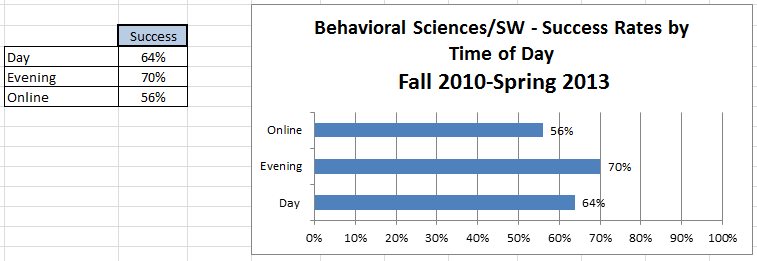 Success
Day 64%
Evening 70%
Online 56%
Behavioral Sciences/SW - Success Rates by
Time of Day
Fall 2010-Spring 2013
Online 56%
Evening 70%
Day 64%
0% 10% 20% 30% 40% 50% 60% 70% 80% 90% 100%